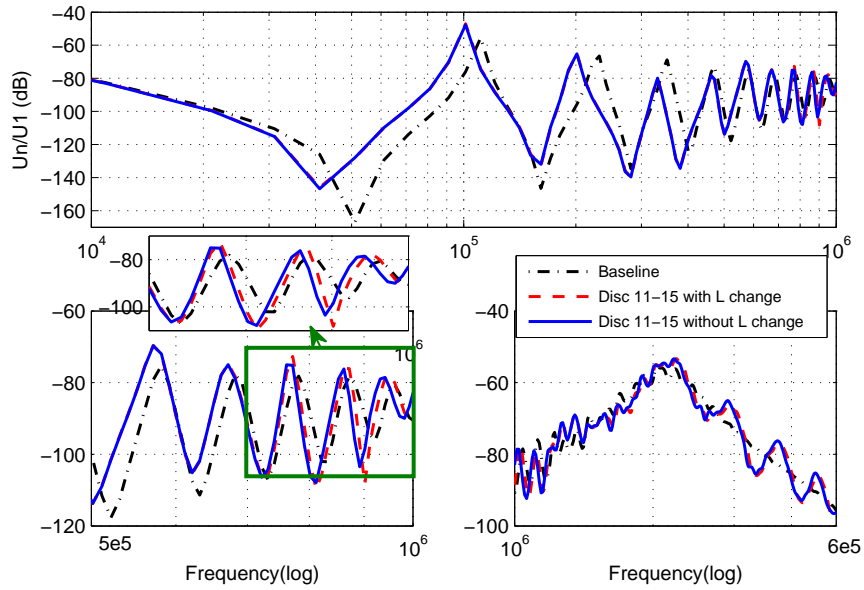 −40
−60
−80
−100
−120
−140
−160
Un/U1 (dB)
10^4
10^5
10^6
−80
−100
Baseline
Disc 11−15 with L change
Disc 11−15 without L change
−60
−80
−100
−120
10^6
5e5
10^6
Frequency(log)
−40
−60
−80
−100
10^6
6e5
Frequency(log)